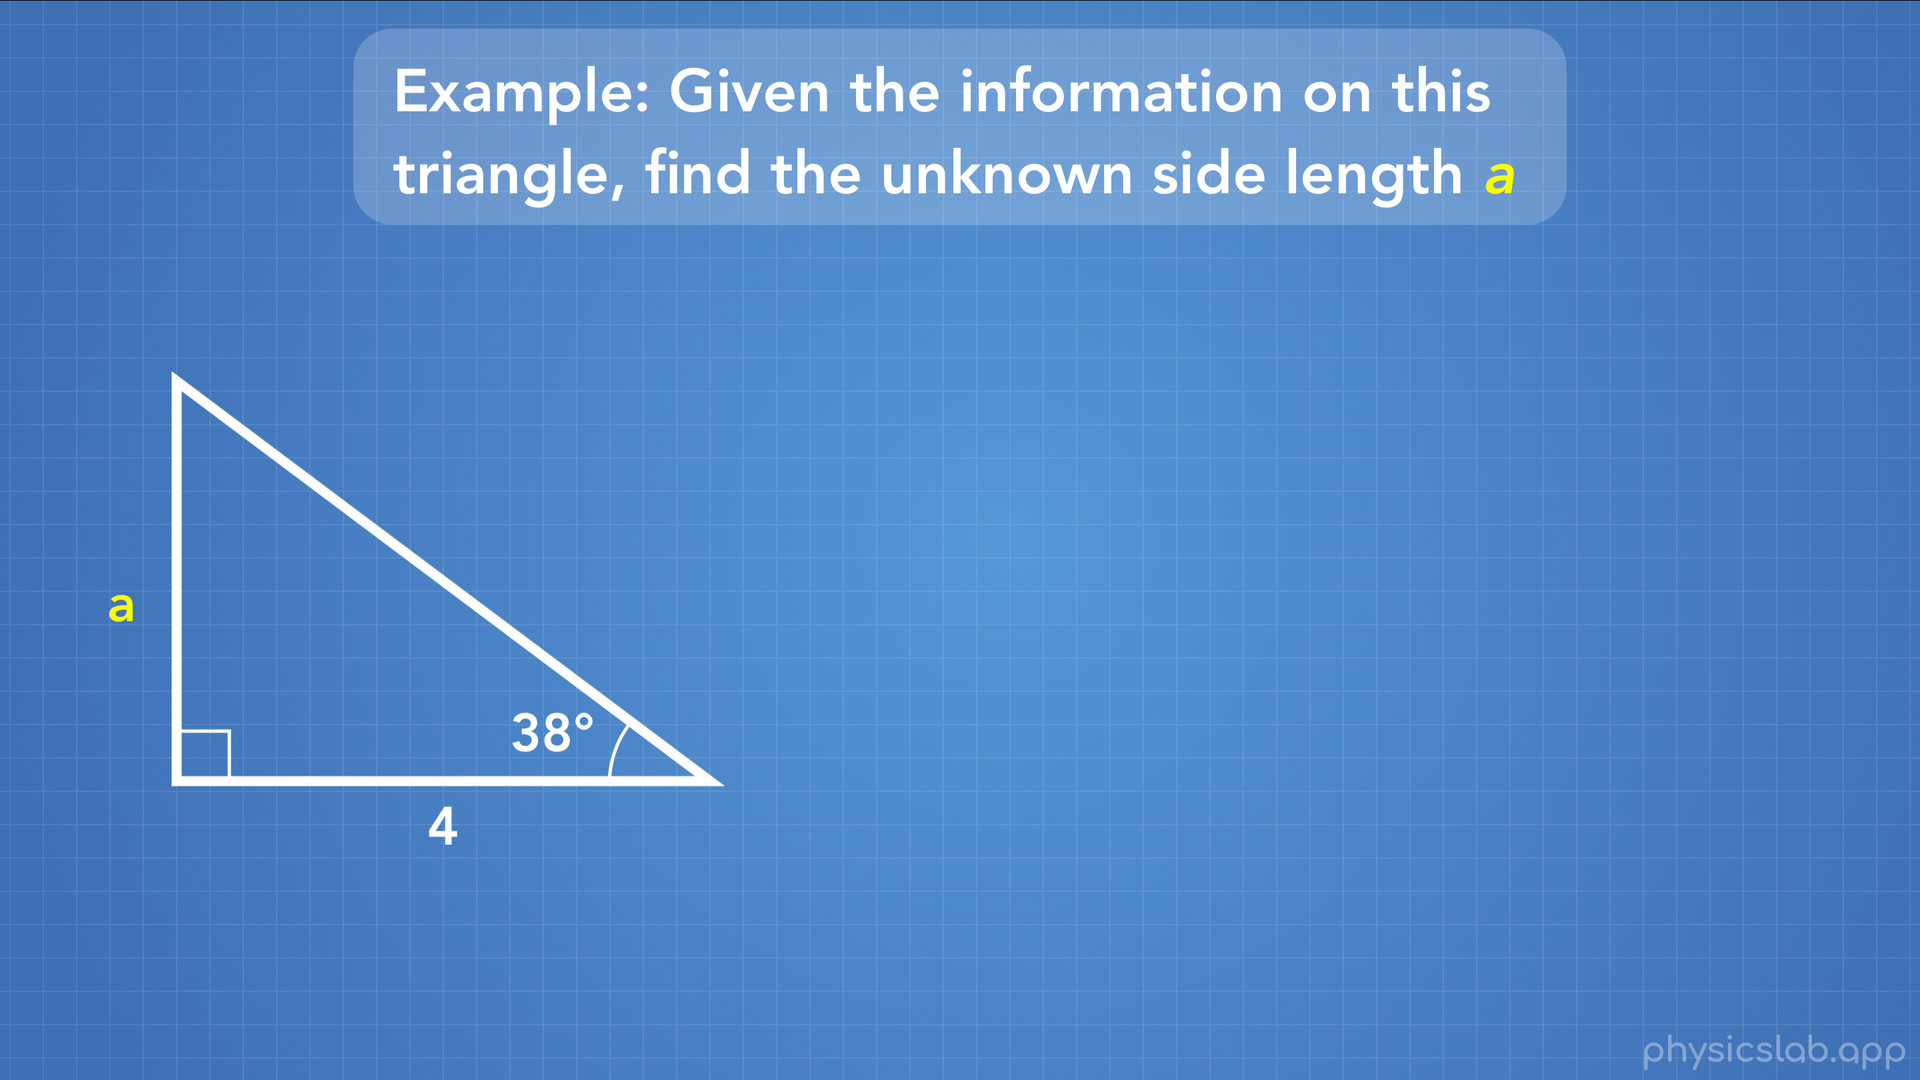 Example: Given the information on this
triangle, find the unknown side length a
a
38°
4
physicslab.app